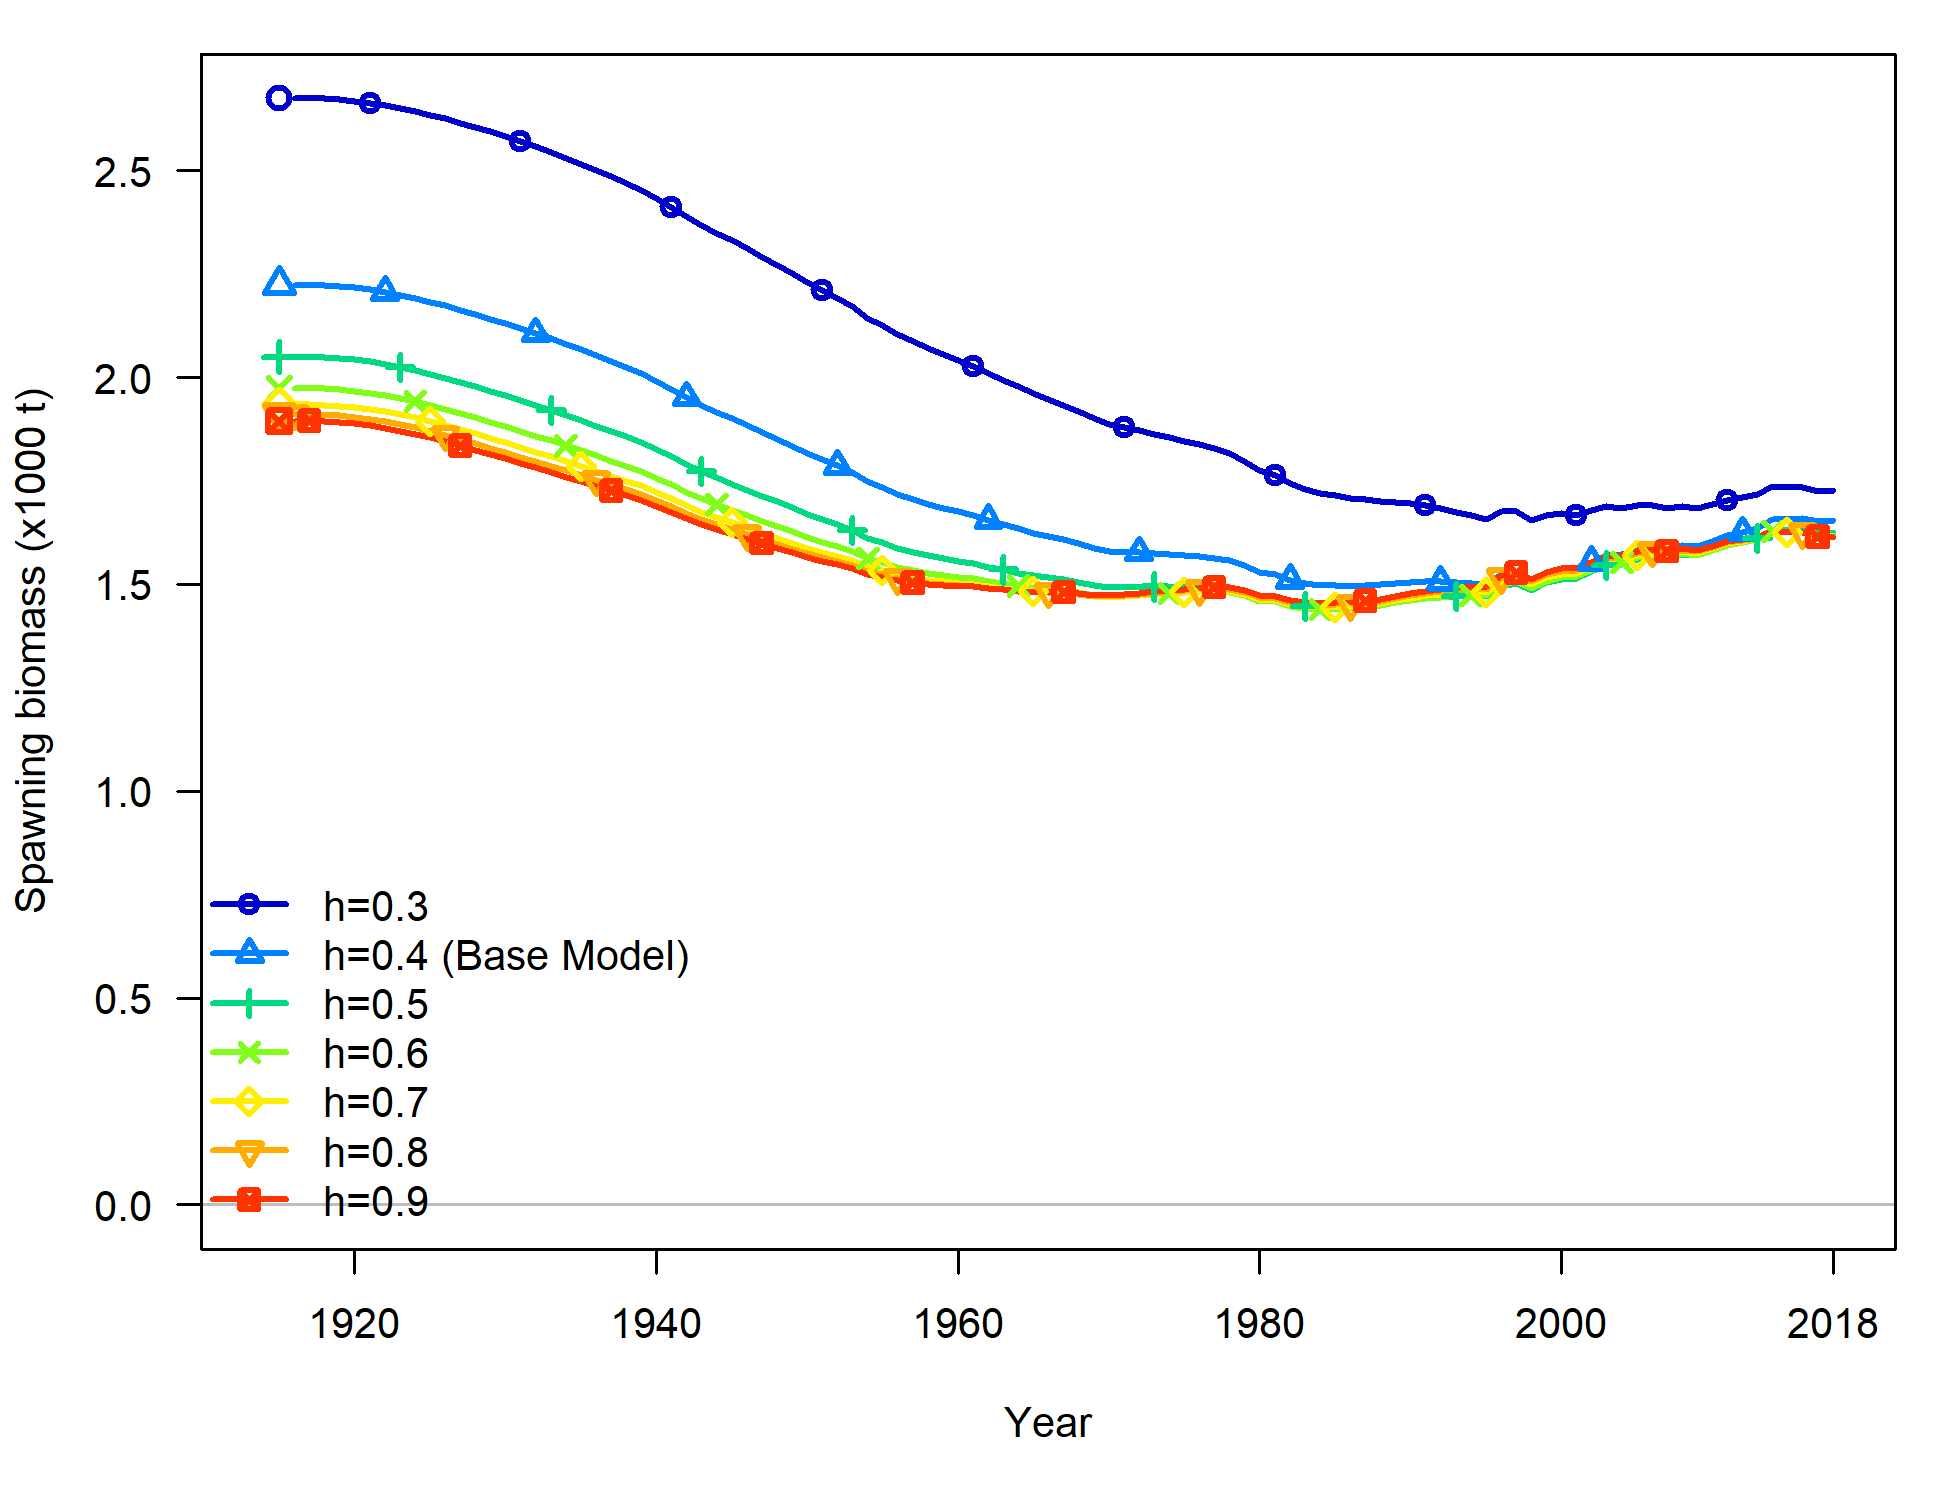 Spawning biomass (x1000 t)
2.5
2.0
1.5
1.0
0.5
0.0
h=0.3
h=0.4 (Base Model)
h=0.5
h=0.6
h=0.7
h=0.8
h=0.9
1920 1940 1960 1980 2000 2018
Year